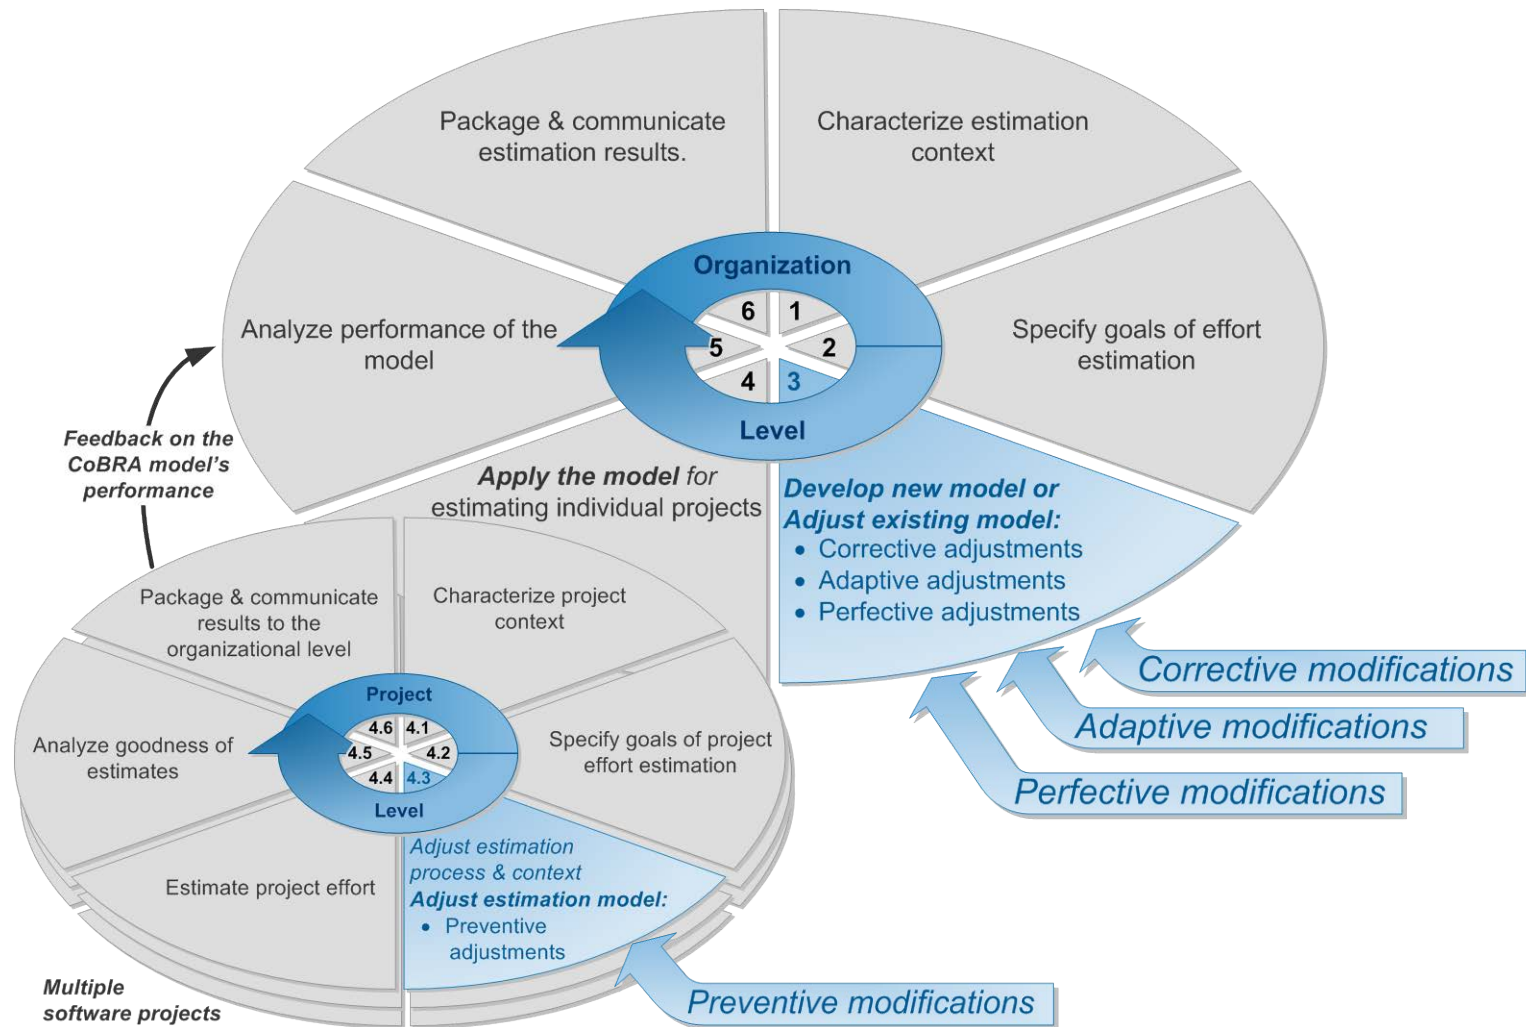 Package & communicate
estimation results.
Characterize estimation
context
Organization
6
1
Analyze performance of the
model
5
2
Specify goals of effort
estimation
4
3
Level
Feedback on the
CoBRA model's
performance
Apply the model for
estimating individual projects
Develop new model or
Adjust existing model:
• Corrective adjustments
• Adaptive adjustments
• Perfective adjustments
Corrective modifications
Adaptive modifications
Perfective modifications
Package & communicate
results to the
organizational level
Characterize project
context
Project
4.6
4.1
Analyze goodness of
estimates
4.5
4.2
Specify goals of project
effort estimation
4.4
4.3
Level
Estimate project effort
Adjust estimation
process & context
Adjust estimation model:
• Preventive
adjustments
Preventive modifications
Multiple
software projects